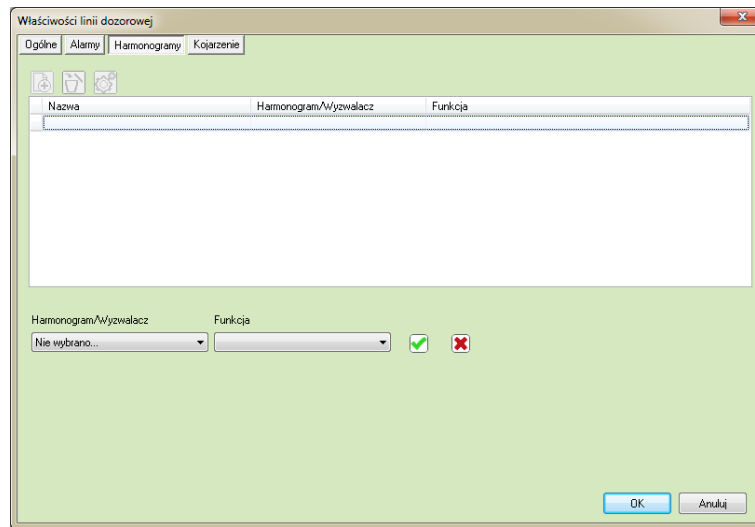 Właściwości linii dozorowej
Ogólne Alarmy Harmonogramy Kojarzenie
Nazwa Harmonogram/Wyzwalacz Funkcja
Harmonogram/Wyzwalacz Funkcja
Nie wybrano...
OK Anuluj